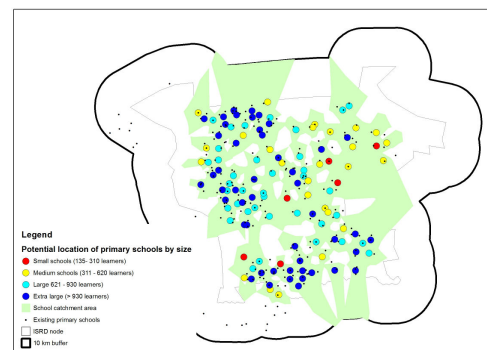 Legend
Potential location of primary schools by size
Small schools (135- 310 learners)
Medium schools (311 - 620 learners)
Large 621 - 930 learners)
Extra large (> 930 learners)
School catchment area
Existing primary schools
ISRD node
10 km buffer